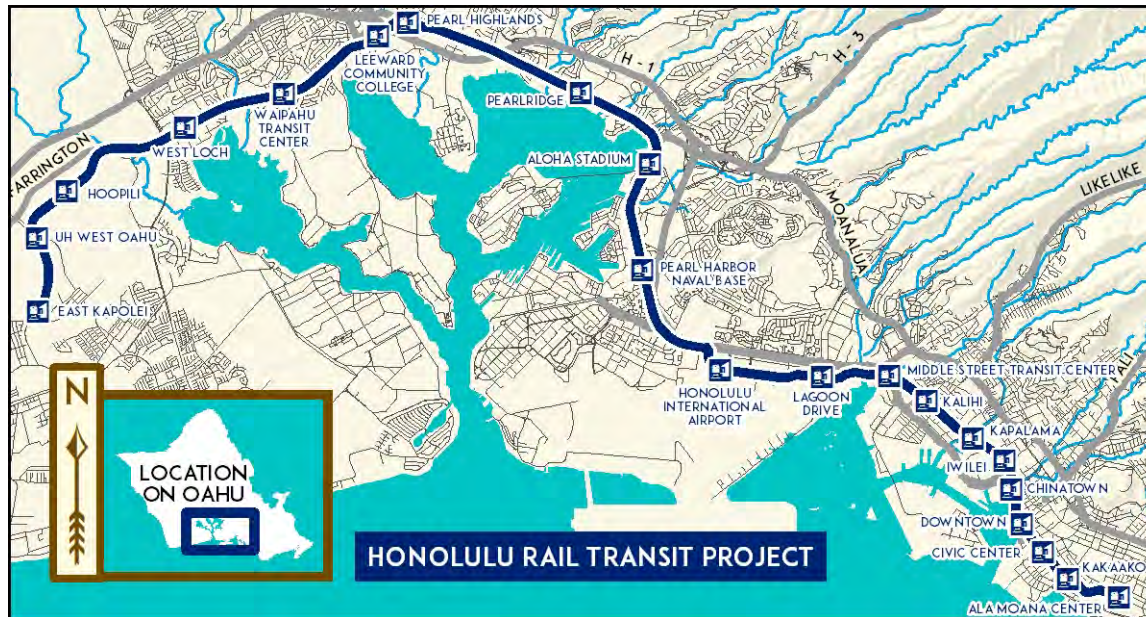 PEARL HIGHLANDS
LEEWARD
COMMUNITY
COLLEGE
H-1
H-3
PEARLRIDGE
WAIPAHU
TRANSIT
CENTER
WEST LOCH
FARRINGTON
ALOHA STADIUM
LIKELIKE
HOOPILI
MOANALUA
UH WEST OAHU
PEARL HARBOR
NAVAL BASE
EAST KAPOLEI
PALI
MIDDLE STREET TRANSIT CENTER
HONOLULU
INTERNATIONAL
AIRPORT
LAGOON
DRIVE
KALIHI
N
KAPALAMA
IWILEI
LOCATION
ON OAHU
CHINATOWN
DOWNTOWN
HONOLULU RAIL TRANSIT PROJECT
CIVIC CENTER
KAKAAKO
ALA MOANA CENTER